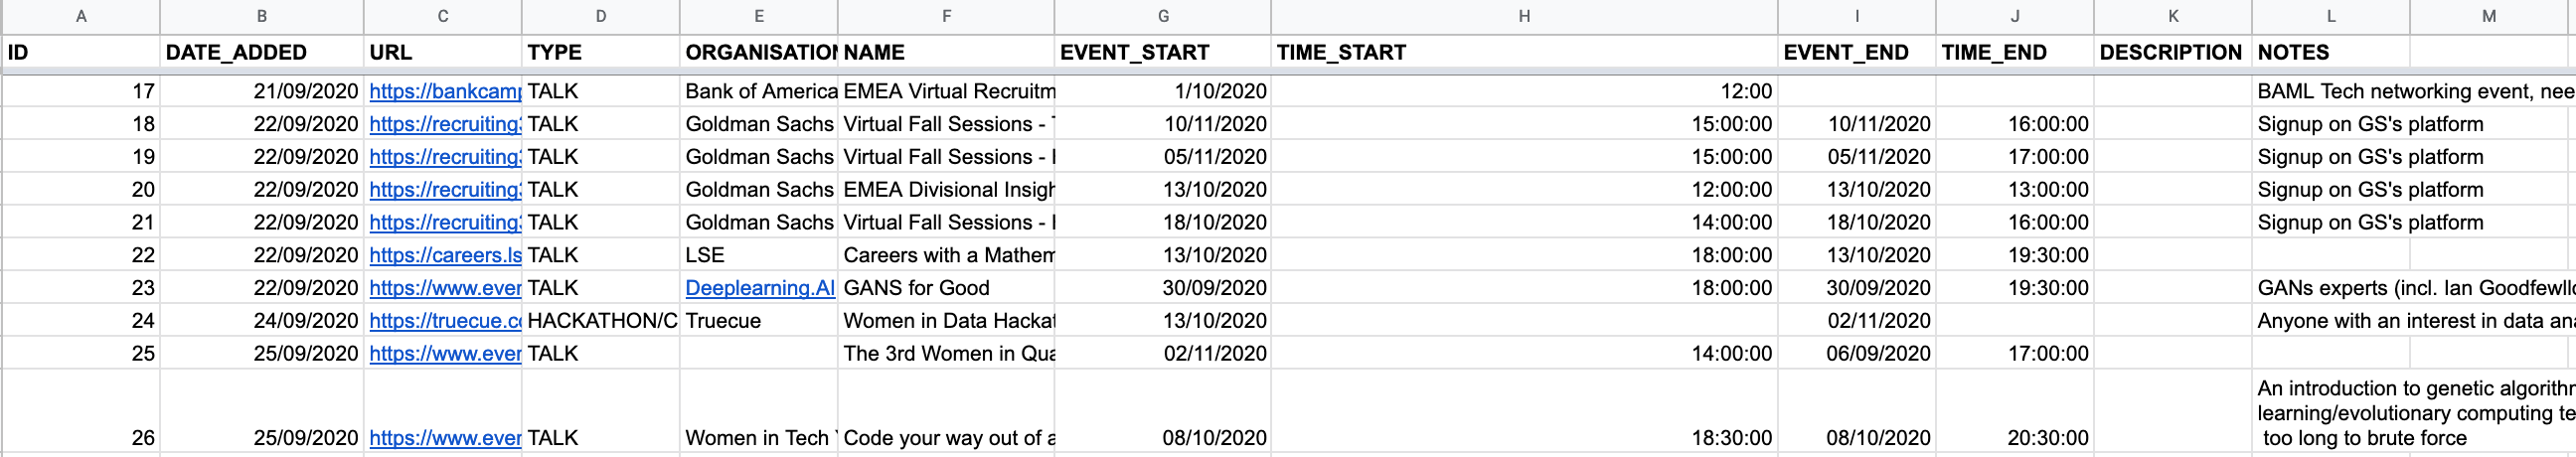 A B C D E F G H I J K L M
ID DATE_ADDED URL TYPE ORGANISATION NAME EVENT_START TIME_START EVENT_END TIME_END DESCRIPTION NOTES
17 21/09/2020 https://bankcamp TALK Bank of America EMEA Virtual Recruitm 1/10/2020 12:00 BAML Tech networking event, nee
18 22/09/2020 https://recruiting TALK Goldman Sachs Virtual Fall Sessions - 10/11/2020 15:00:00 10/11/2020 16:00:00 Signup on GS's platform
19 22/09/2020 https://recruiting TALK Goldman Sachs Virtual Fall Sessions - 05/11/2020 15:00:00 05/11/2020 17:00:00 Signup on GS's platform
20 22/09/2020 https://recruiting TALK Goldman Sachs EMEA Divisional Insigh 13/10/2020 12:00:00 13/10/2020 13:00:00 Signup on GS's platform
21 22/09/2020 https://recruiting TALK Goldman Sachs Virtual Fall Sessions - 18/10/2020 14:00:00 18/10/2020 16:00:00 Signup on GS's platform
22 22/09/2020 https://careers.ls TALK LSE Careers with a Mathem 13/10/2020 18:00:00 13/10/2020 19:30:00
23 22/09/2020 https://www.ever TALK Deeplearning.AI GANS for Good 30/09/2020 18:00:00 30/09/2020 19:30:00 GANs experts (incl. Ian Goodfewllo
24 24/09/2020 https://truecue.co HACKATHON/C Truecue Women in Data Hackat 13/10/2020 02/11/2020 Anyone with an interest in data ana
25 25/09/2020 https://www.ever TALK The 3rd Women in Qua 02/11/2020 14:00:00 06/09/2020 17:00:00
An introduction to genetic algorithm
learning/evolutionary computing te
26 25/09/2020 https://www.ever TALK Women in Tech Code your way out of a 08/10/2020 18:30:00 08/10/2020 20:30:00 too long to brute force